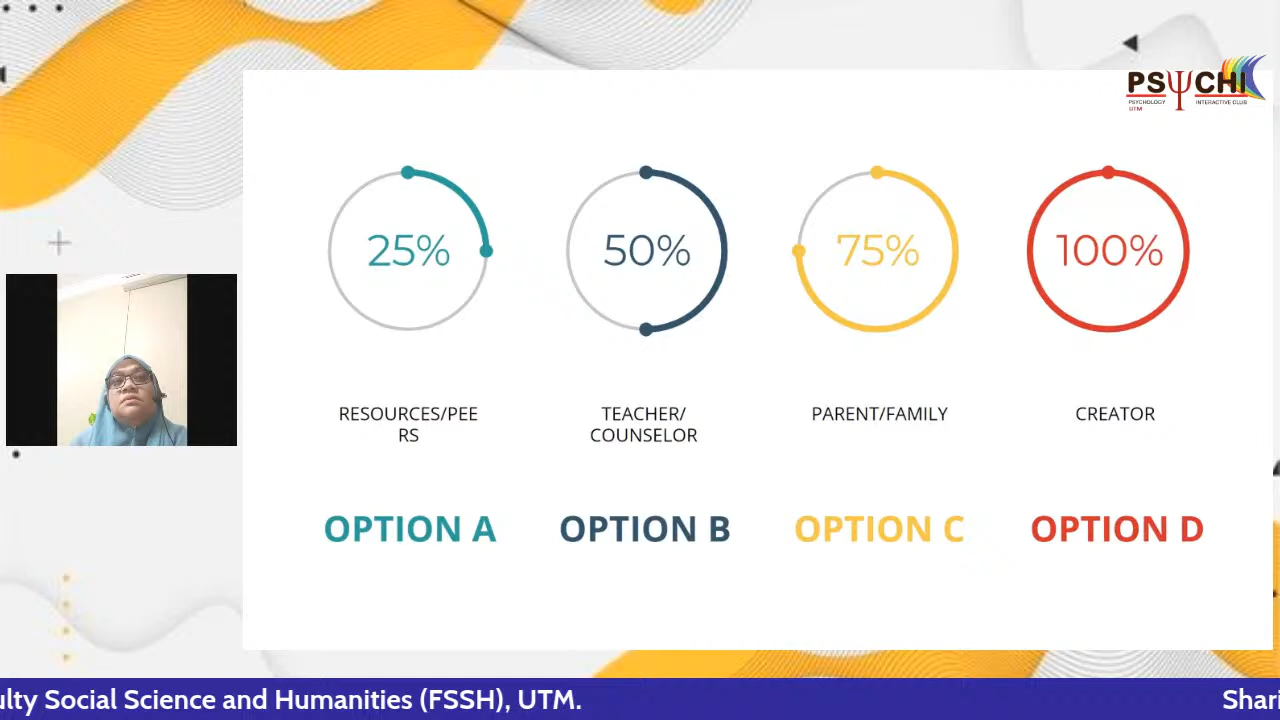 PSΨCHI
PSYCHOLOGY INTERACTIVE CLUB
UTM
25%
50%
75%
100%
RESOURCES/PEE
RS
TEACHER/
COUNSELOR
PARENT/FAMILY
CREATOR
OPTION A
OPTION B
OPTION C
OPTION D
ulty Social Science and Humanities (FSSH), UTM.
Shari